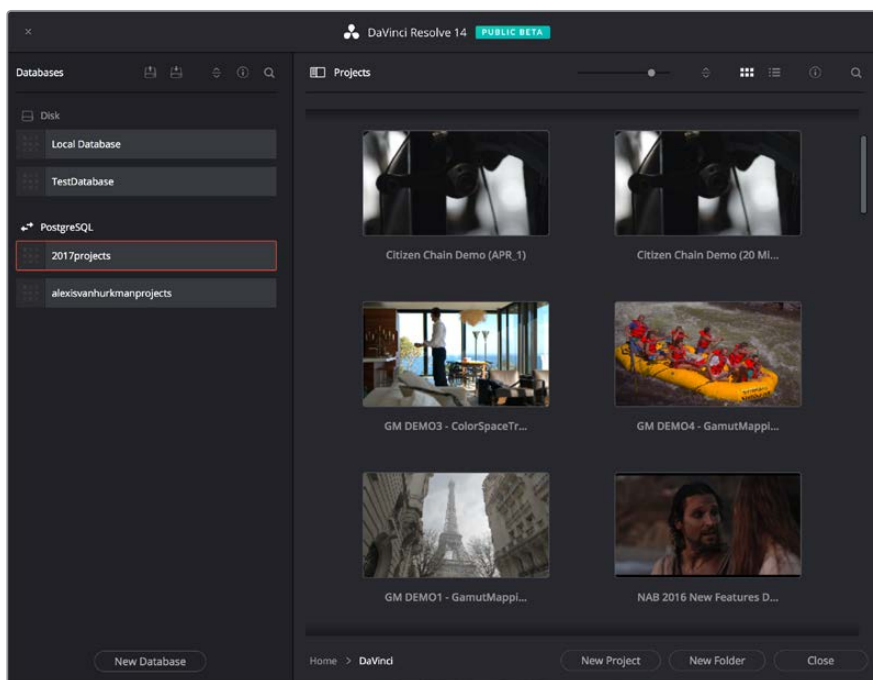 DaVinci Resolve 14 PUBLIC BETA
Databases
Projects
Disk
Local Database
TestDatabase
PostgreSQL
2017projects
alexisvanhurkmanprojects
Citizen Chain Demo (APR_1)
Citizen Chain Demo (20 Mi...
GM DEMO3 - ColorSpaceTr...
GM DEMO4 - GamutMappi...
GM DEMO1 - GamutMappi...
NAB 2016 New Features D...
New Database
Home > DaVinci
New Project
New Folder
Close